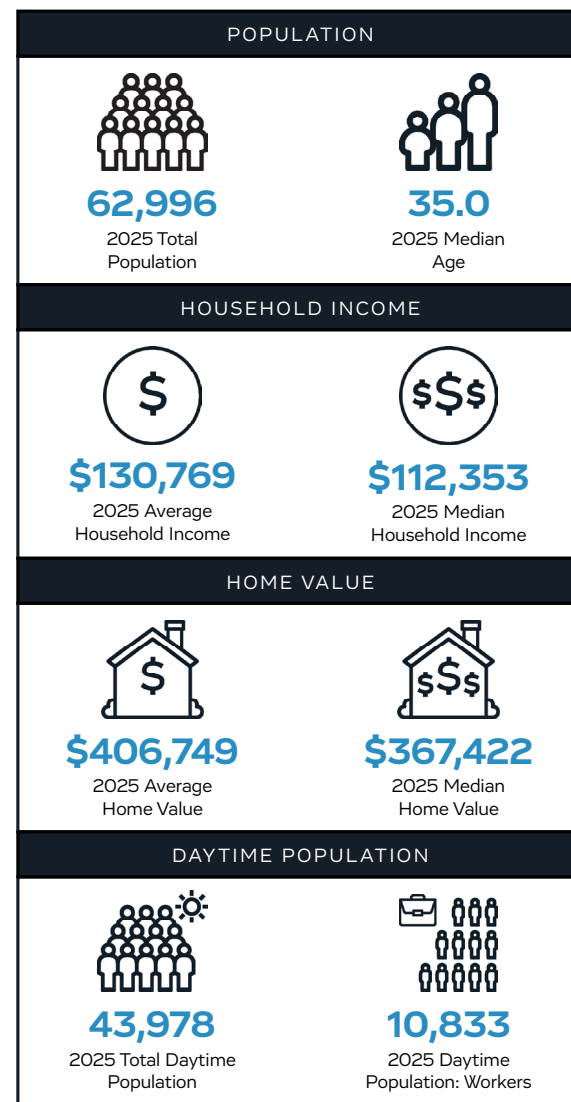 POPULATION
62,996
2025 Total
Population
35.0
2025 Median
Age
HOUSEHOLD INCOME
$
$130,769
2025 Average
Household Income
$$$
$112,353
2025 Median
Household Income
HOME VALUE
$
$406,749
2025 Average
Home Value
$$$
$367,422
2025 Median
Home Value
DAYTIME POPULATION
43,978
2025 Total Daytime
Population
10,833
2025 Daytime
Population: Workers